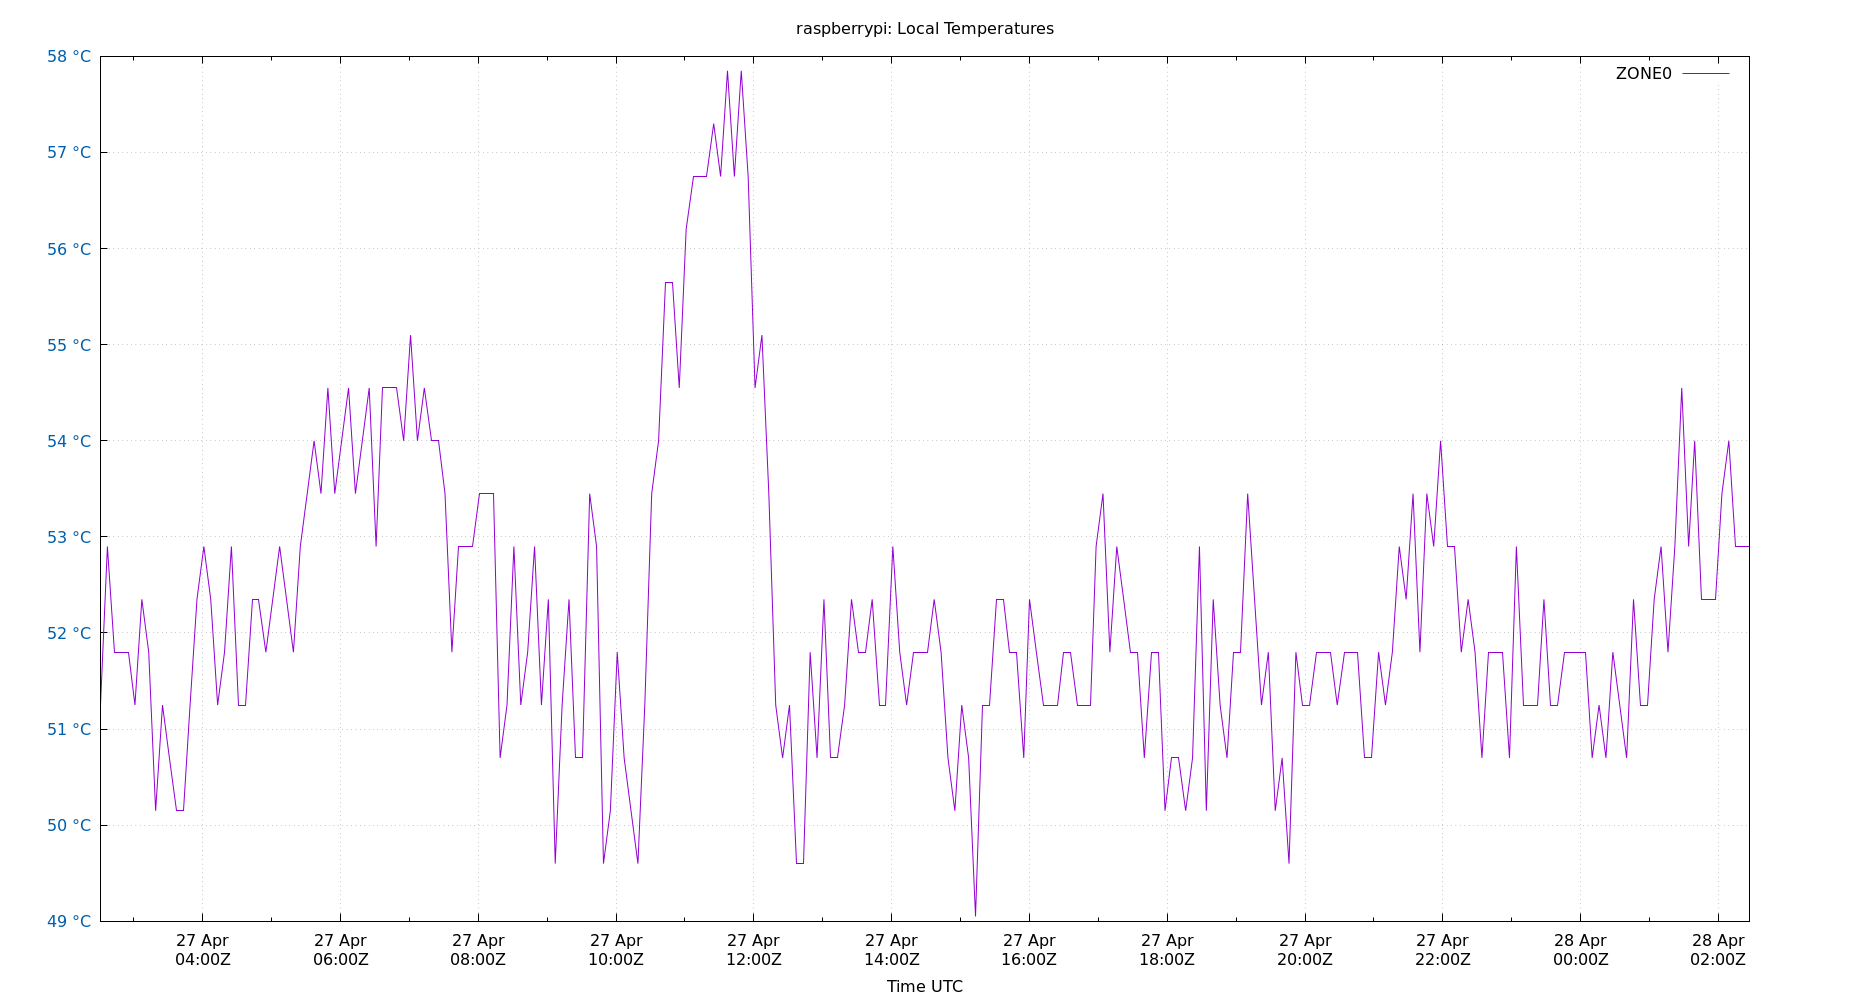 raspberrypi: Local Temperatures
58 °C
ZONE0
57 °C
56 °C
55 °C
54 °C
53 °C
52 °C
51 °C
50 °C
49 °C
27 Apr 27 Apr 27 Apr 27 Apr 27 Apr 27 Apr 27 Apr 27 Apr 27 Apr 27 Apr 28 Apr 28 Apr
04:00Z 06:00Z 08:00Z 10:00Z 12:00Z 14:00Z 16:00Z 18:00Z 20:00Z 22:00Z 00:00Z 02:00Z
Time UTC